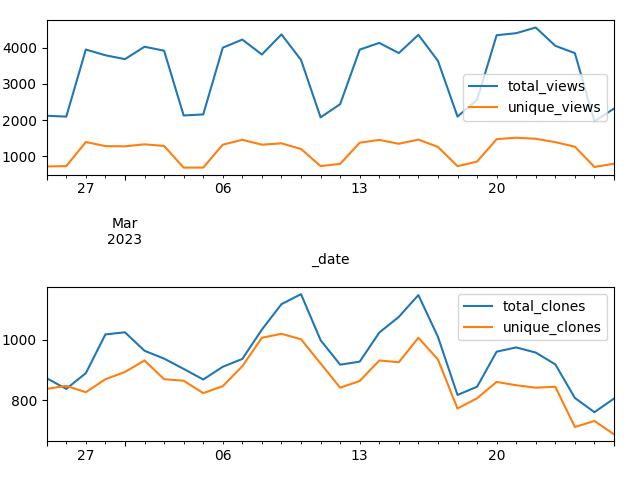 4000
3000
2000
1000
total_views
unique_views
27 06 13 20
Mar
2023
_date
1000
800
total_clones
unique_clones
27 06 13 20